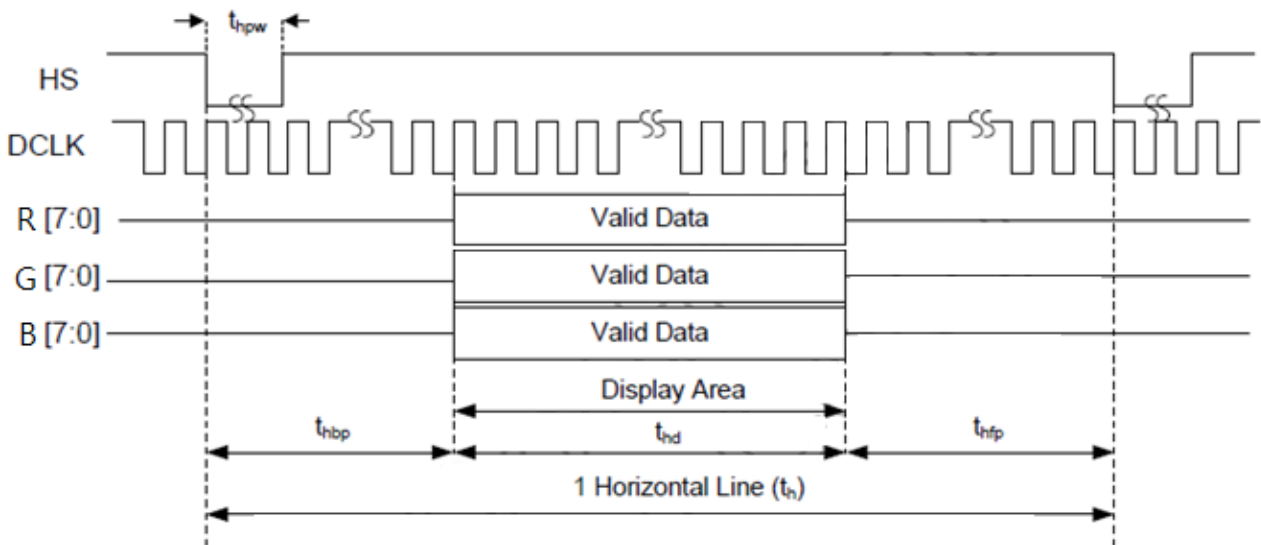 thpw
HS
DCLK
R [7:0] Valid Data
G [7:0] Valid Data
B [7:0] Valid Data
Display Area
thbp thd thfp
1 Horizontal Line (th)